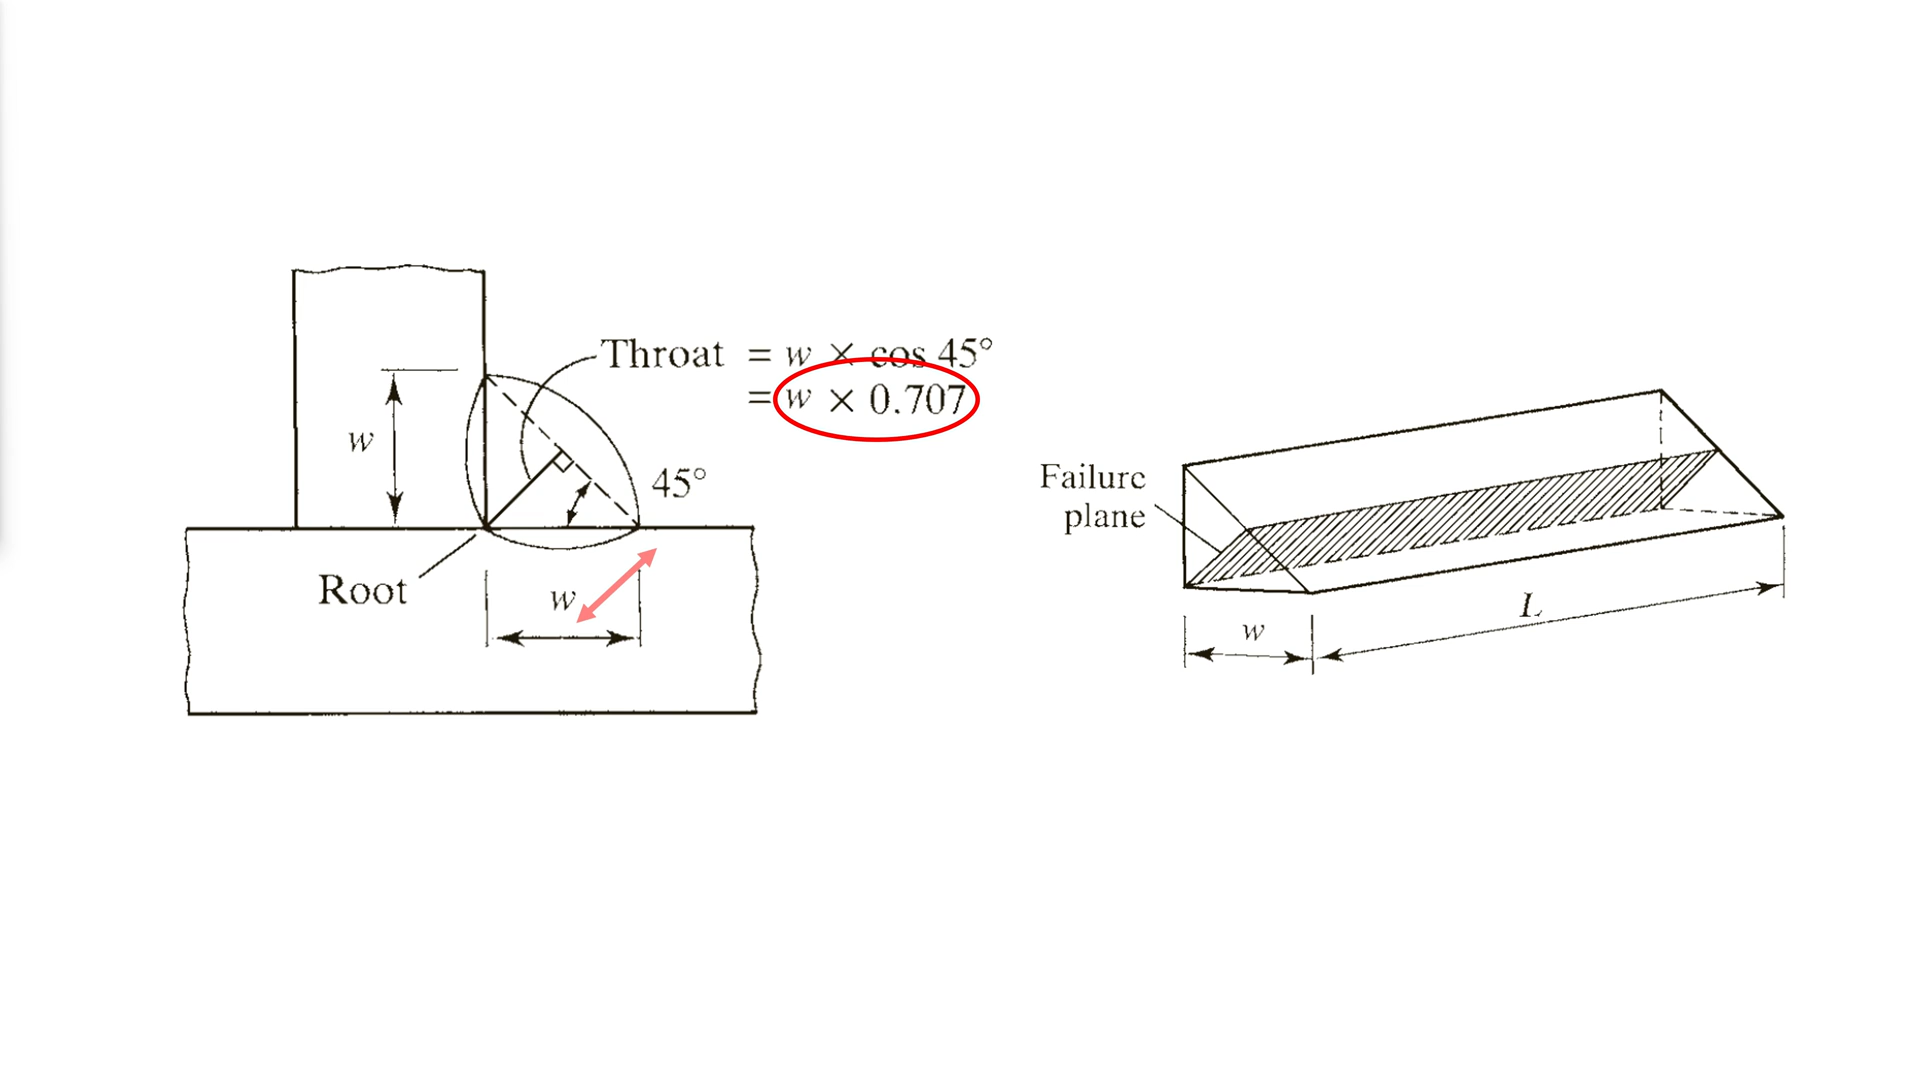 Throat = w × cos 45°
= w × 0.707
w
45°
Root
w
Failure
plane
w
L